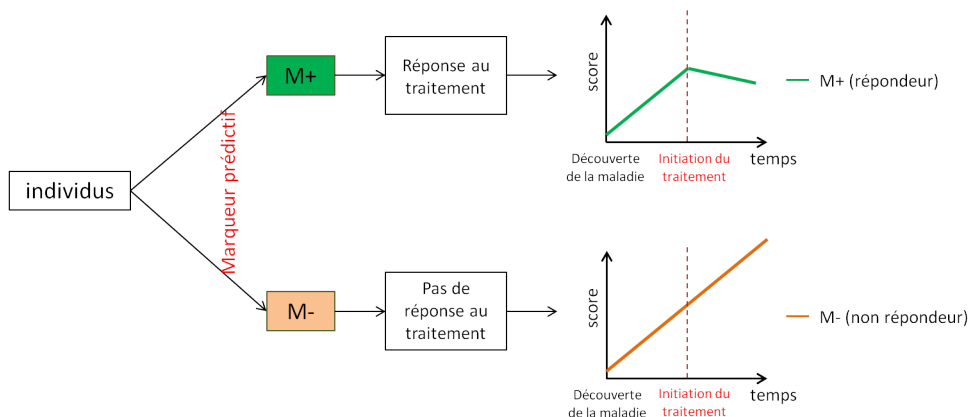 individus
Marqueur prédictif
M+
Réponse au
traitement
score
Découverte
de la maladie
Initiation du
traitement
temps
M+ (répondeur)
M-
Pas de
réponse au
traitement
score
Découverte
de la maladie
Initiation du
traitement
temps
M- (non répondeur)